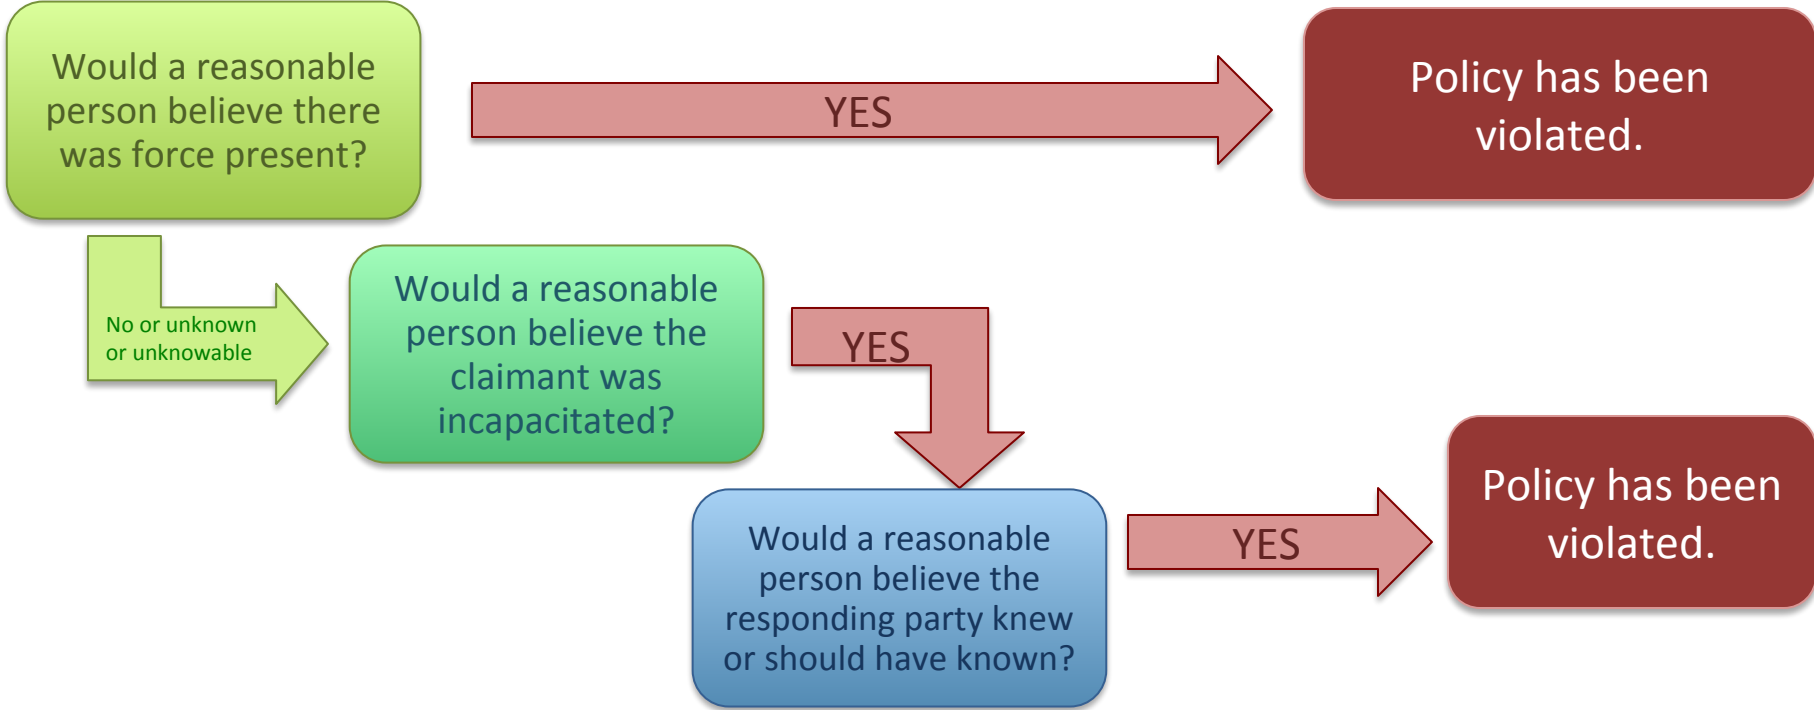 Would a reasonable
person believe there
was force present?
YES
Policy has been
violated.
No or unknown
or unknowable
Would a reasonable
person believe the
claimant was
incapacitated?
YES
Would a reasonable
person believe the
responding party knew
or should have known?
YES
Policy has been
violated.